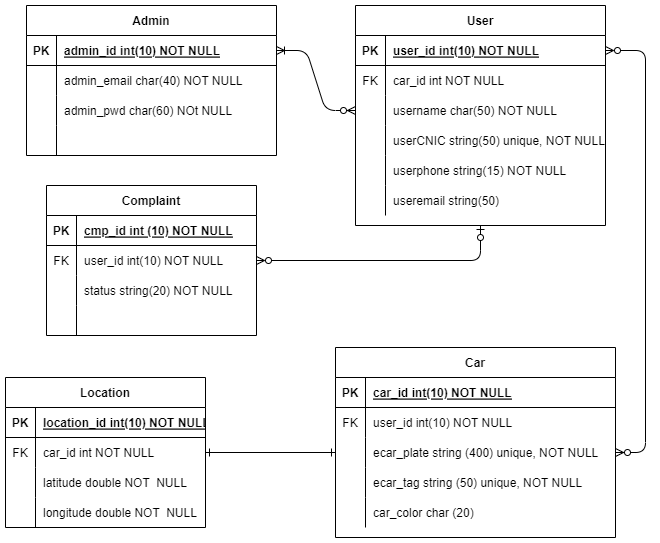 Admin
PK admin_id int(10) NOT NULL
admin_email char(40) NOT NULL
admin_pwd char(60) NOt NULL
User
PK user_id int(10) NOT NULL
FK car_id int NOT NULL
username char(50) NOT NULL
userCNIC string(50) unique, NOT NULL
userphone string(15) NOT NULL
useremail string(50)
Complaint
PK cmp_id int (10) NOT NULL
FK user_id int(10) NOT NULL
status string(20) NOT NULL
Location
PK location_id int(10) NOT NULL
FK car_id int NOT NULL
latitude double NOT  NULL
longitude double NOT  NULL
Car
PK car_id int(10) NOT NULL
FK user_id int(10) NOT NULL
ecar_plate string (400) unique, NOT NULL
ecar_tag string (50) unique, NOT NULL
car_color char (20)